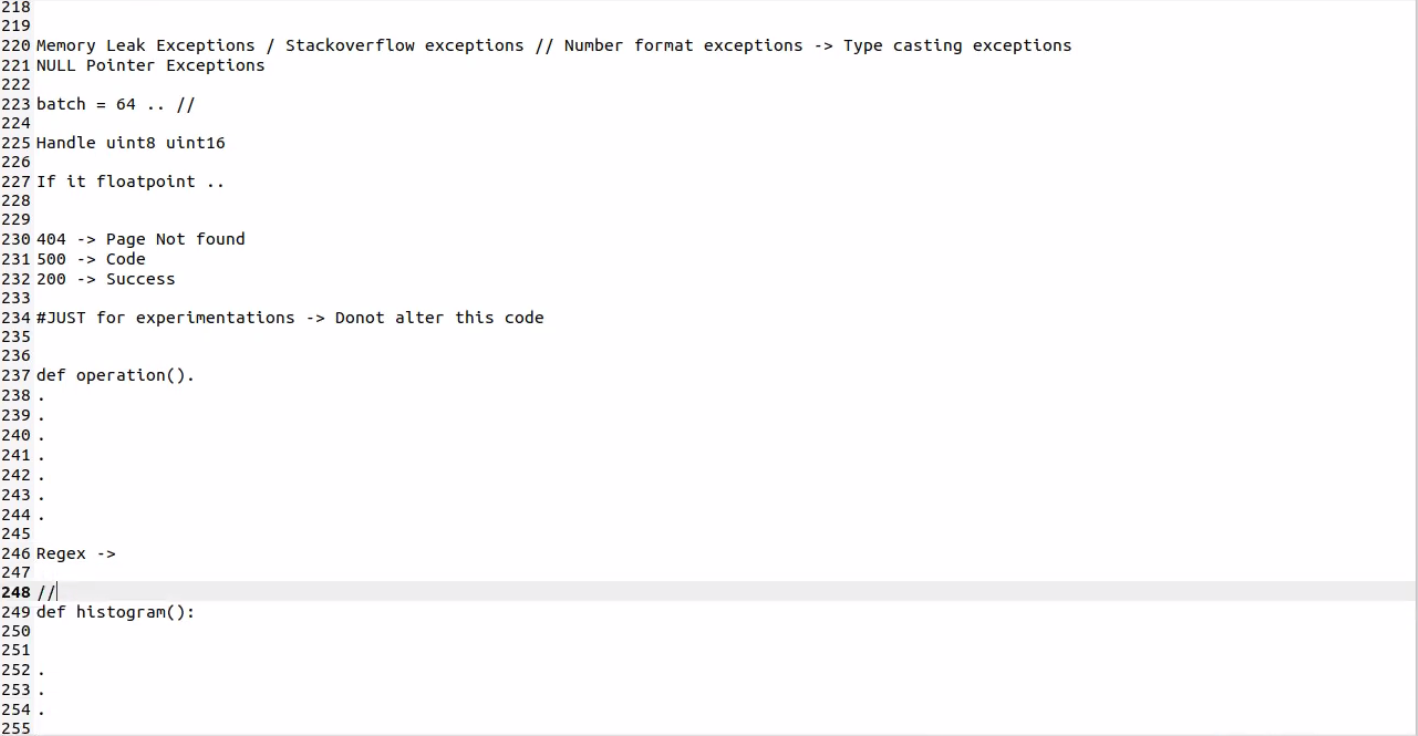 218
219
220 Memory Leak Exceptions / Stackoverflow exceptions // Number format exceptions -> Type casting exceptions
221 NULL Pointer Exceptions
222
223 batch = 64 .. //
224
225 Handle uint8 uint16
226
227 If it floatpoint ..
228
229
230 404 -> Page Not found
231 500 -> Code
232 200 -> Success
233
234 #JUST for experimentations -> Donot alter this code
235
236
237 def operation().
238 .
239 .
240 .
241 .
242 .
243 .
244 .
245
246 Regex ->
247
248 //
249 def histogram():
250
251
252 .
253 .
254 .
255